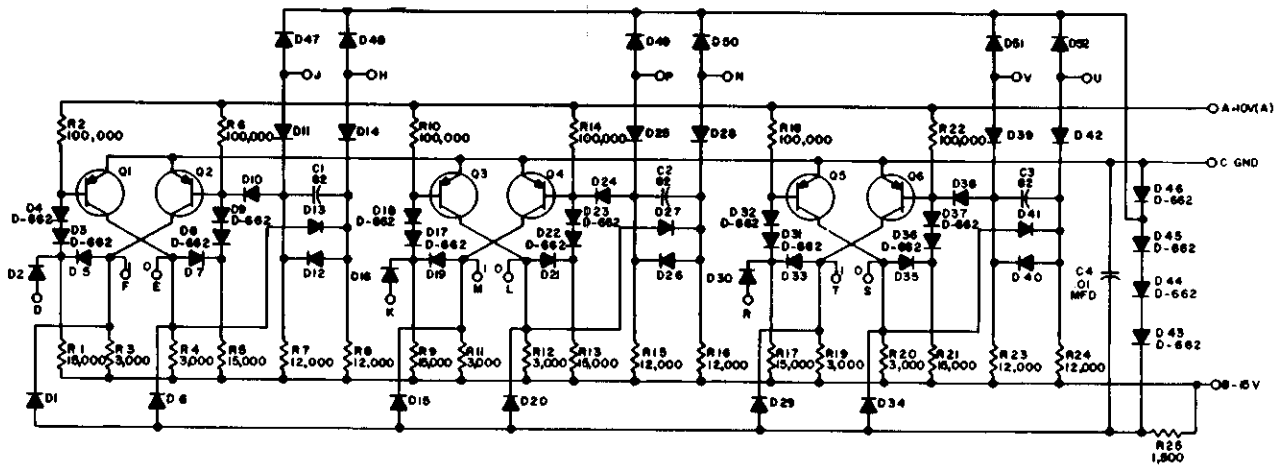 D47 D48 D49 D50 D51 D52
J H P N V U
A+10V(A)
R2 100,000 R6 100,000 D11 D14 R10 100,000 R14 100,000 D25 D28 R18 100,000 R22 100,000 D39 D42
C GND
Q1 Q2 D10 C1 82 Q3 Q4 D24 C2 82 Q5 Q6 D38 C3 82
D4 D-662 D9 D-662 D13 D18 D-662 D23 D-662 D27 D32 D-662 D37 D-662 D41 D46 D-662
D3 D-662 D8 D-662 D17 D-662 D22 D-662 D31 D-662 D36 D-662 D45 D-662
D2 D5 D7 D12 D16 D19 D21 D26 D30 D33 D35 D40 C4 .01 MFD D44 D-662
D 1 F 0 E K 1 M 0 L R 1 T 0 S
D43 D-662
R1 15,000 R3 3,000 R4 3,000 R5 15,000 R7 12,000 R8 12,000 R9 15,000 R11 3,000 R12 3,000 R13 15,000 R15 12,000 R16 12,000 R17 15,000 R19 3,000 R20 3,000 R21 15,000 R23 12,000 R24 12,000
B-15V
D1 D6 D15 D20 D29 D34
R25 1,500